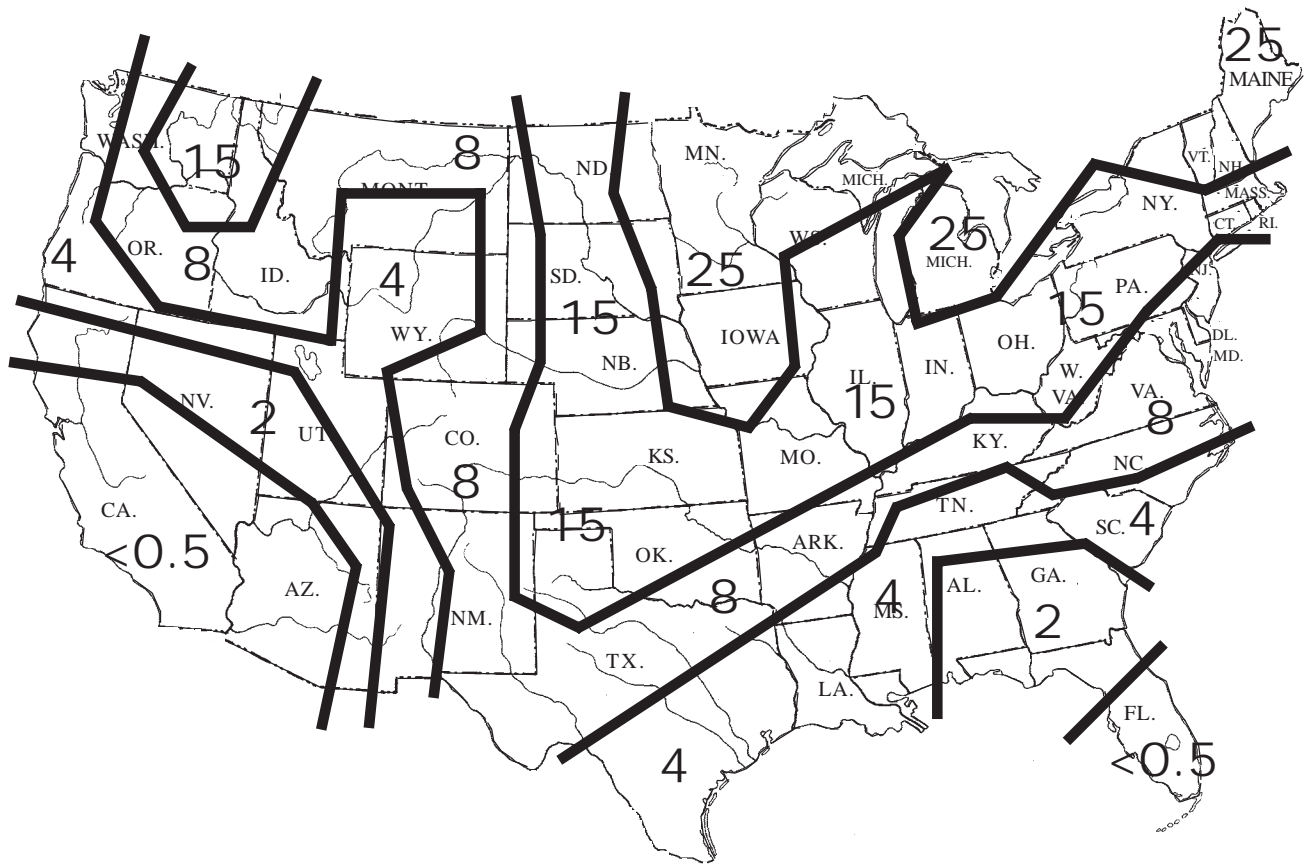 25
MAINE
WASH.
15
8
ND
MN.
MICH.
VT.
NH.
MONT
MASS.
NY.
CT.
RI.
4
OR.
8
ID.
4
WY.
SD.
15
25
WS.
25
MICH.
15
PA.
NJ.
NB.
IOWA
OH.
DL.
MD.
IN.
IL.
15
W.
VA.
VA.
8
NV.
2
UT.
CO.
8
KS.
MO.
KY.
NC.
CA.
<0.5
15
OK.
ARK.
TN.
SC.
4
AZ.
NM.
8
4
MS.
AL.
GA.
2
TX.
LA.
FL.
4
<0.5